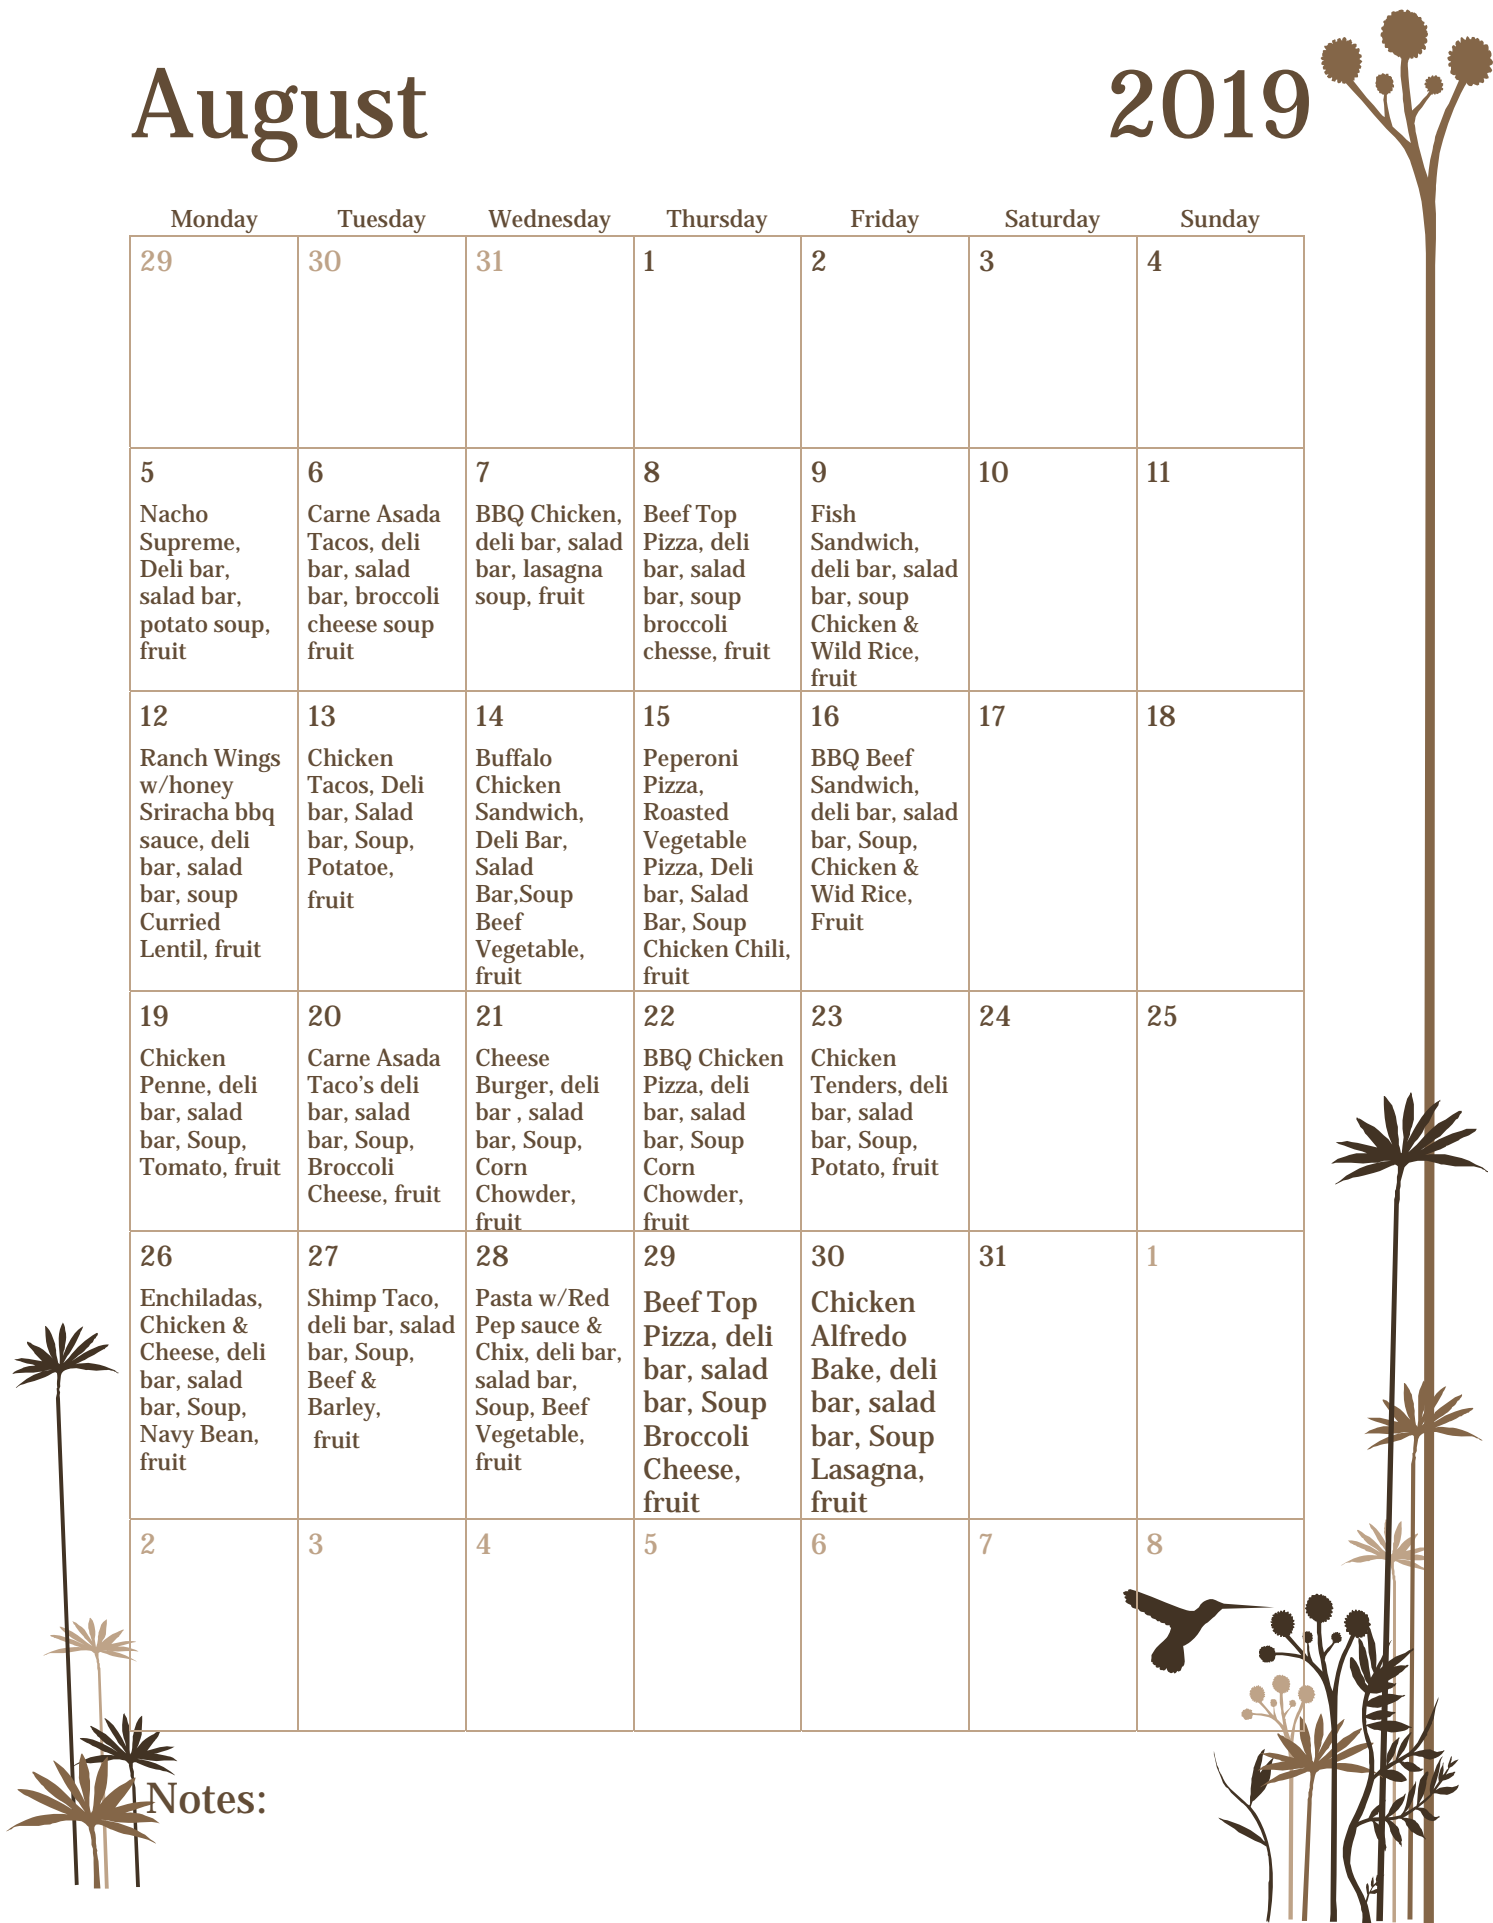 August 2019
Monday Tuesday Wednesday Thursday Friday Saturday Sunday
29 30 31 1 2 3 4
5
Nacho
Supreme,
Deli bar,
salad bar,
potato soup,
fruit
6
Carne Asada
Tacos, deli
bar, salad
bar, broccoli
cheese soup
fruit
7
BBQ Chicken,
deli bar, salad
bar, lasagna
soup, fruit
8
Beef Top
Pizza, deli
bar, salad
bar, soup
broccoli
chesse, fruit
9
Fish
Sandwich,
deli bar, salad
bar, soup
Chicken &
Wild Rice,
fruit
10
11
12
Ranch Wings
w/honey
Sriracha bbq
sauce, deli
bar, salad
bar, soup
Curried
Lentil, fruit
13
Chicken
Tacos, Deli
bar, Salad
bar, Soup,
Potatoe,
fruit
14
Buffalo
Chicken
Sandwich,
Deli Bar,
Salad
Bar,Soup
Beef
Vegetable,
fruit
15
Peperoni
Pizza,
Roasted
Vegetable
Pizza, Deli
bar, Salad
Bar, Soup
Chicken Chili,
fruit
16
BBQ Beef
Sandwich,
deli bar, salad
bar, Soup,
Chicken &
Wid Rice,
Fruit
17
18
19
Chicken
Penne, deli
bar, salad
bar, Soup,
Tomato, fruit
20
Carne Asada
Taco’s deli
bar, salad
bar, Soup,
Broccoli
Cheese, fruit
21
Cheese
Burger, deli
bar , salad
bar, Soup,
Corn
Chowder,
fruit
22
BBQ Chicken
Pizza, deli
bar, salad
bar, Soup
Corn
Chowder,
fruit
23
Chicken
Tenders, deli
bar, salad
bar, Soup,
Potato, fruit
24
25
26
Enchiladas,
Chicken &
Cheese, deli
bar, salad
bar, Soup,
Navy Bean,
fruit
27
Shimp Taco,
deli bar, salad
bar, Soup,
Beef &
Barley,
fruit
28
Pasta w/Red
Pep sauce &
Chix, deli bar,
salad bar,
Soup, Beef
Vegetable,
fruit
29
Beef Top
Pizza, deli
bar, salad
bar, Soup
Broccoli
Cheese,
fruit
30
Chicken
Alfredo
Bake, deli
bar, salad
bar, Soup
Lasagna,
fruit
31
1
2 3 4 5 6 7 8
Notes: